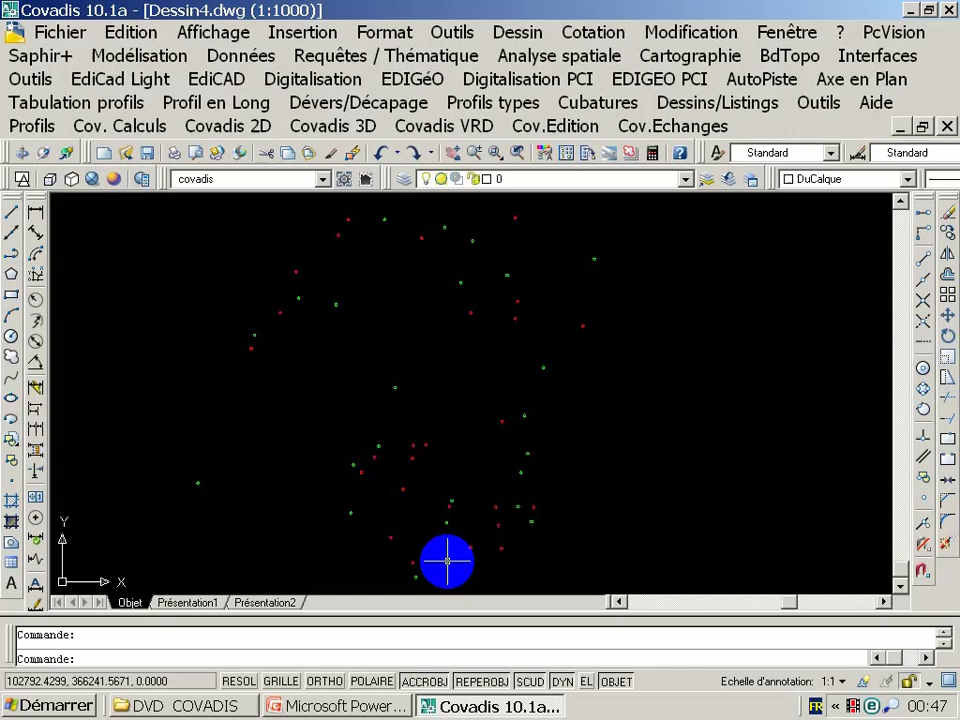 Covadis 10.1a - [Dessin4.dwg (1:1000)]
Fichier Edition Affichage Insertion Format Outils Dessin Cotation Modification Fenêtre ? PcVision
Saphir+ Modélisation Données Requêtes / Thématique Analyse spatiale Cartographie BdTopo Interfaces
Outils EdiCad Light EdiCAD Digitalisation EDIGéO Digitalisation PCI EDIGEO PCI AutoPiste Axe en Plan
Tabulation profils Profil en Long Dévers/Décapage Profils types Cubatures Dessins/Listings Outils Aide
Profils Cov. Calculs Covadis 2D Covadis 3D Covadis VRD Cov.Edition Cov.Echanges
Standard Standard
covadis 0 DuCalque
Y
X
Objet Présentation1 Présentation2
Commande:
Commande:
102792.4299, 366241.5671, 0.0000 RESOL GRILLE ORTHO POLAIRE ACCROBJ REPEROBJ SCUD DYN EL OBJET Echelle d'annotation: 1:1
Démarrer DVD COVADIS Microsoft Power... Covadis 10.1a... FR « 00:47